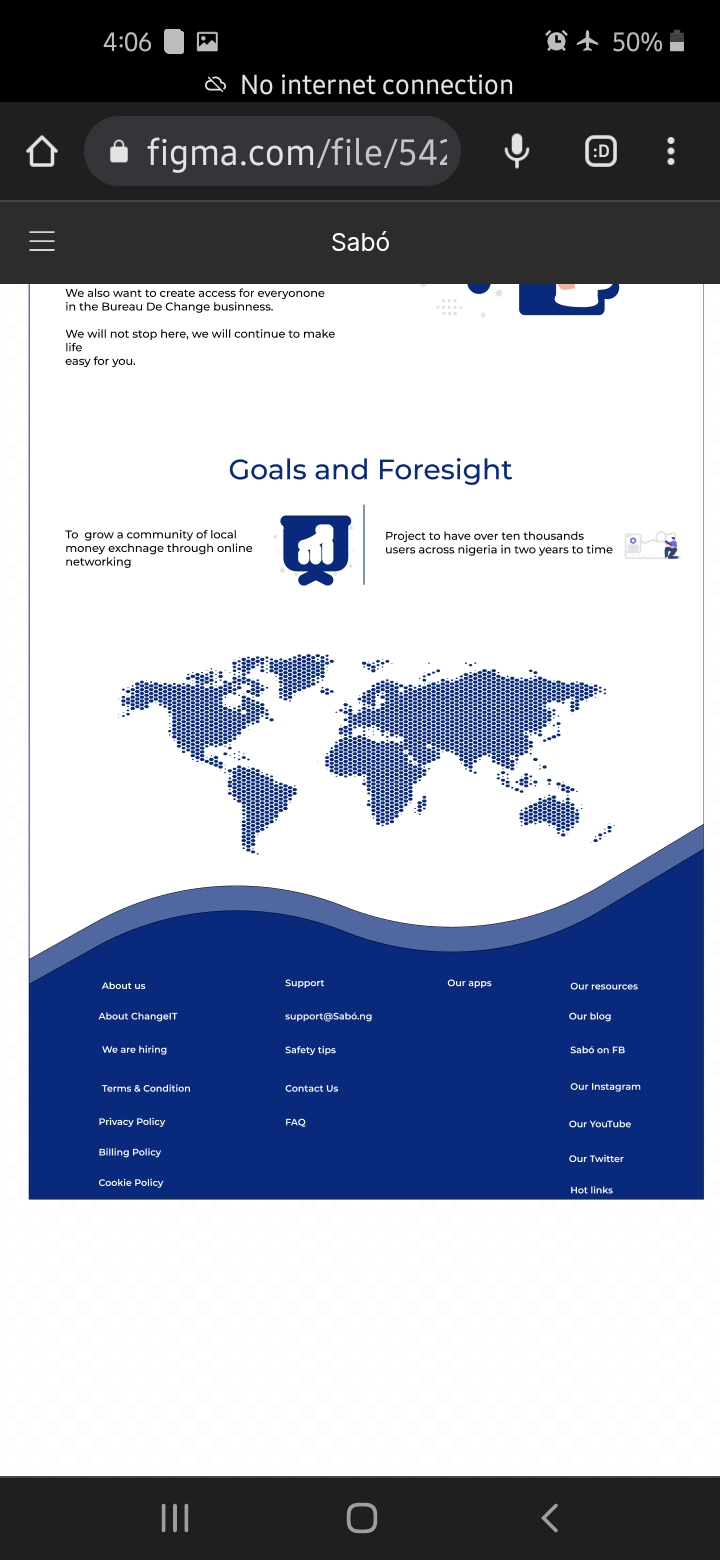 4:06
50%
No internet connection
figma.com/file/542
:D
Sabó
We also want to create access for everyonone
in the Bureau De Change businness.
We will not stop here, we will continue to make
life
easy for you.
Goals and Foresight
To grow a community of local
money exchnage through online
networking
Project to have over ten thousands
users across nigeria in two years to time
About us
About ChangeIT
We are hiring
Terms & Condition
Privacy Policy
Billing Policy
Cookie Policy
Support
support@Sabó.ng
Safety tips
Contact Us
FAQ
Our apps
Our resources
Our blog
Sabó on FB
Our Instagram
Our YouTube
Our Twitter
Hot links